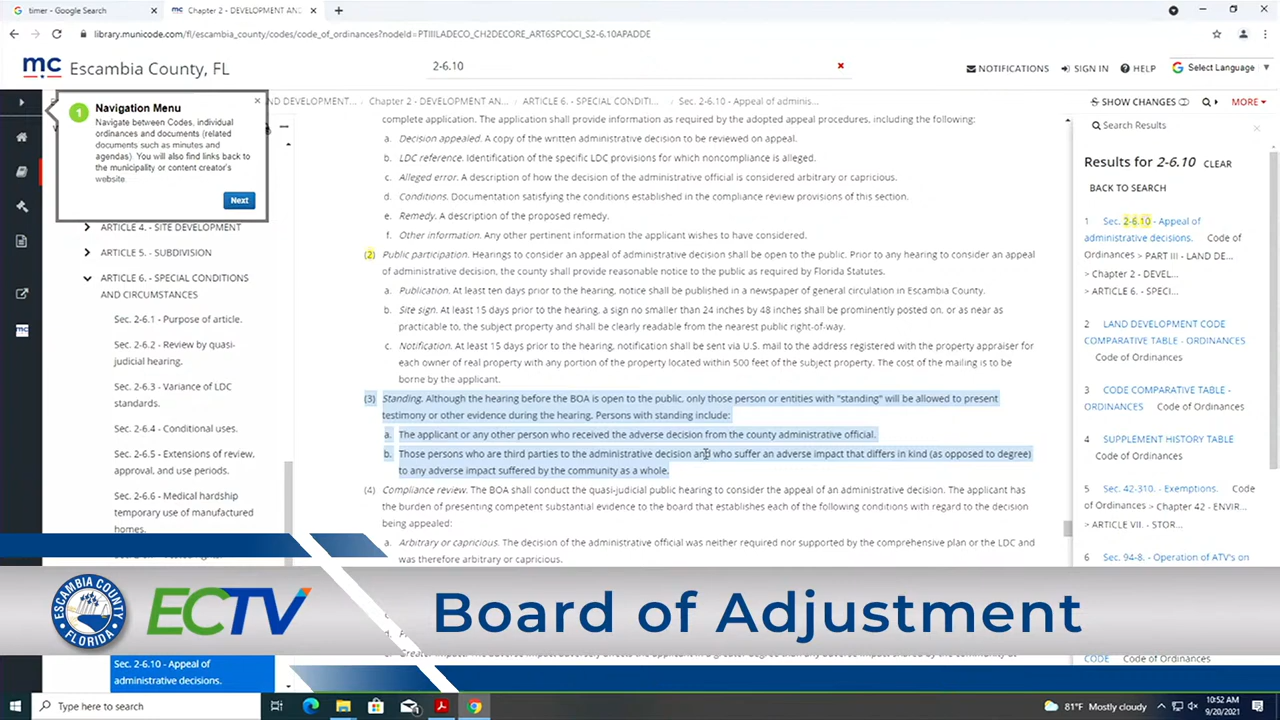 timer - Google Search
Chapter 2 - DEVELOPMENT AN
library.municode.com/fl/escambia_county/codes/code_of_ordinances?nodeId=PTIIILADECO_CH2DECORE_ART6SPCOCI_S2-6.10APADDE
mc Escambia County, FL
2-6.10
NOTIFICATIONS
SIGN IN
HELP
Select Language
ND DEVELOPMENT... Chapter 2 - DEVELOPMENT AN... / ARTICLE 6. - SPECIAL CONDITI... / Sec. 2-6.10 - Appeal of adminis...
SHOW CHANGES
MORE
1
Navigation Menu
Navigate between Codes, individual
ordinances and documents (related
documents such as minutes and
agendas). You will also find links back to
the municipality or content creator's
website.
Next
ARTICLE 4. - SITE DEVELOPMENT
ARTICLE 5. - SUBDIVISION
ARTICLE 6. - SPECIAL CONDITIONS
AND CIRCUMSTANCES
Sec. 2-6.1 - Purpose of article.
Sec. 2-6.2 - Review by quasi-
judicial hearing.
Sec. 2-6.3 - Variance of LDC
standards.
Sec. 2-6.4 - Conditional uses.
Sec. 2-6.5 - Extensions of review,
approval, and use periods.
Sec. 2-6.6 - Medical hardship
temporary use of manufactured
homes.
complete application. The application shall provide information as required by the adopted appeal procedures, including the following:
a. Decision appealed. A copy of the written administrative decision to be reviewed on appeal.
b. LDC reference. Identification of the specific LDC provisions for which noncompliance is alleged.
c. Alleged error. A description of how the decision of the administrative official is considered arbitrary or capricious.
d. Conditions. Documentation satisfying the conditions established in the compliance review provisions of this section.
e. Remedy. A description of the proposed remedy.
f. Other information. Any other pertinent information the applicant wishes to have considered.
(2) Public participation. Hearings to consider an appeal of administrative decision shall be open to the public. Prior to any hearing to consider an appeal
of administrative decision, the county shall provide reasonable notice to the public as required by Florida Statutes.
a. Publication. At least ten days prior to the hearing, notice shall be published in a newspaper of general circulation in Escambia County.
b. Site sign. At least 15 days prior to the hearing, a sign no smaller than 24 inches by 48 inches shall be prominently posted on, or as near as
practicable to, the subject property and shall be clearly readable from the nearest public right-of-way.
c. Notification. At least 15 days prior to the hearing, notification shall be sent via U.S. mail to the address registered with the property appraiser for
each owner of real property with any portion of the property located within 500 feet of the subject property. The cost of the mailing is to be
borne by the applicant.
(3) Standing. Although the hearing before the BOA is open to the public, only those person or entities with "standing" will be allowed to present
testimony or other evidence during the hearing. Persons with standing include:
a. The applicant or any other person who received the adverse decision from the county administrative official.
b. Those persons who are third parties to the administrative decision and who suffer an adverse impact that differs in kind (as opposed to degree)
to any adverse impact suffered by the community as a whole.
(4) Compliance review. The BOA shall conduct the quasi-judicial public hearing to consider the appeal of an administrative decision. The applicant has
the burden of presenting competent substantial evidence to the board that establishes each of the following conditions with regard to the decision
being appealed:
a. Arbitrary or capricious. The decision of the administrative official was neither required nor supported by the comprehensive plan or the LDC and
was therefore arbitrary or capricious.
Search Results
Results for 2-6.10 CLEAR
BACK TO SEARCH
1 Sec. 2-6.10 - Appeal of
administrative decisions. Code of
Ordinances > PART III - LAND DE...
> Chapter 2 - DEVEL...
> ARTICLE 6. - SPECI...
2 LAND DEVELOPMENT CODE
COMPARATIVE TABLE - ORDINANCES
Code of Ordinances
3 CODE COMPARATIVE TABLE -
ORDINANCES Code of Ordinances
4 SUPPLEMENT HISTORY TABLE
Code of Ordinances
5 Sec. 42-310. - Exemptions. Code
of Ordinances > Chapter 42 - ENVIR...
> ARTICLE VII. - STOR...
6 Sec. 94-8. - Operation of ATV's on
ESCAMBIA COUNTY
FLORIDA
ECTV
Board of Adjustment
CODE Code of Ordinances
Sec. 2-6.10 - Appeal of
administrative decisions.
Type here to search
81°F Mostly cloudy
10:52 AM
9/20/2021